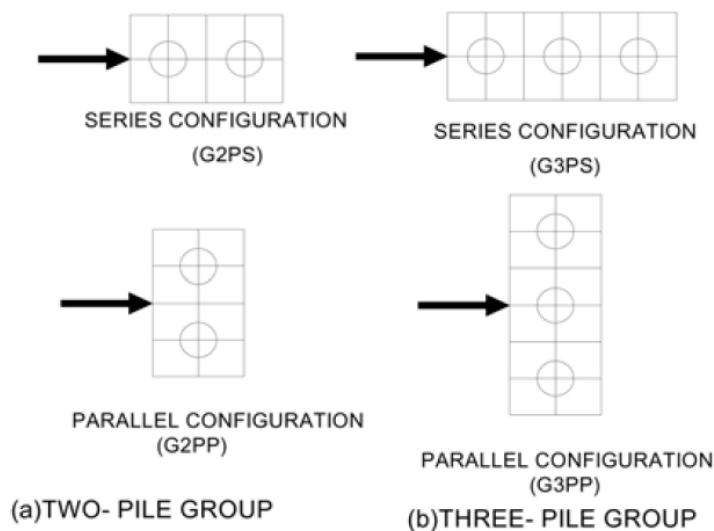 SERIES CONFIGURATION
(G2PS)
SERIES CONFIGURATION
(G3PS)
PARALLEL CONFIGURATION
(G2PP)
PARALLEL CONFIGURATION
(G3PP)
(a)TWO- PILE GROUP
(b)THREE- PILE GROUP